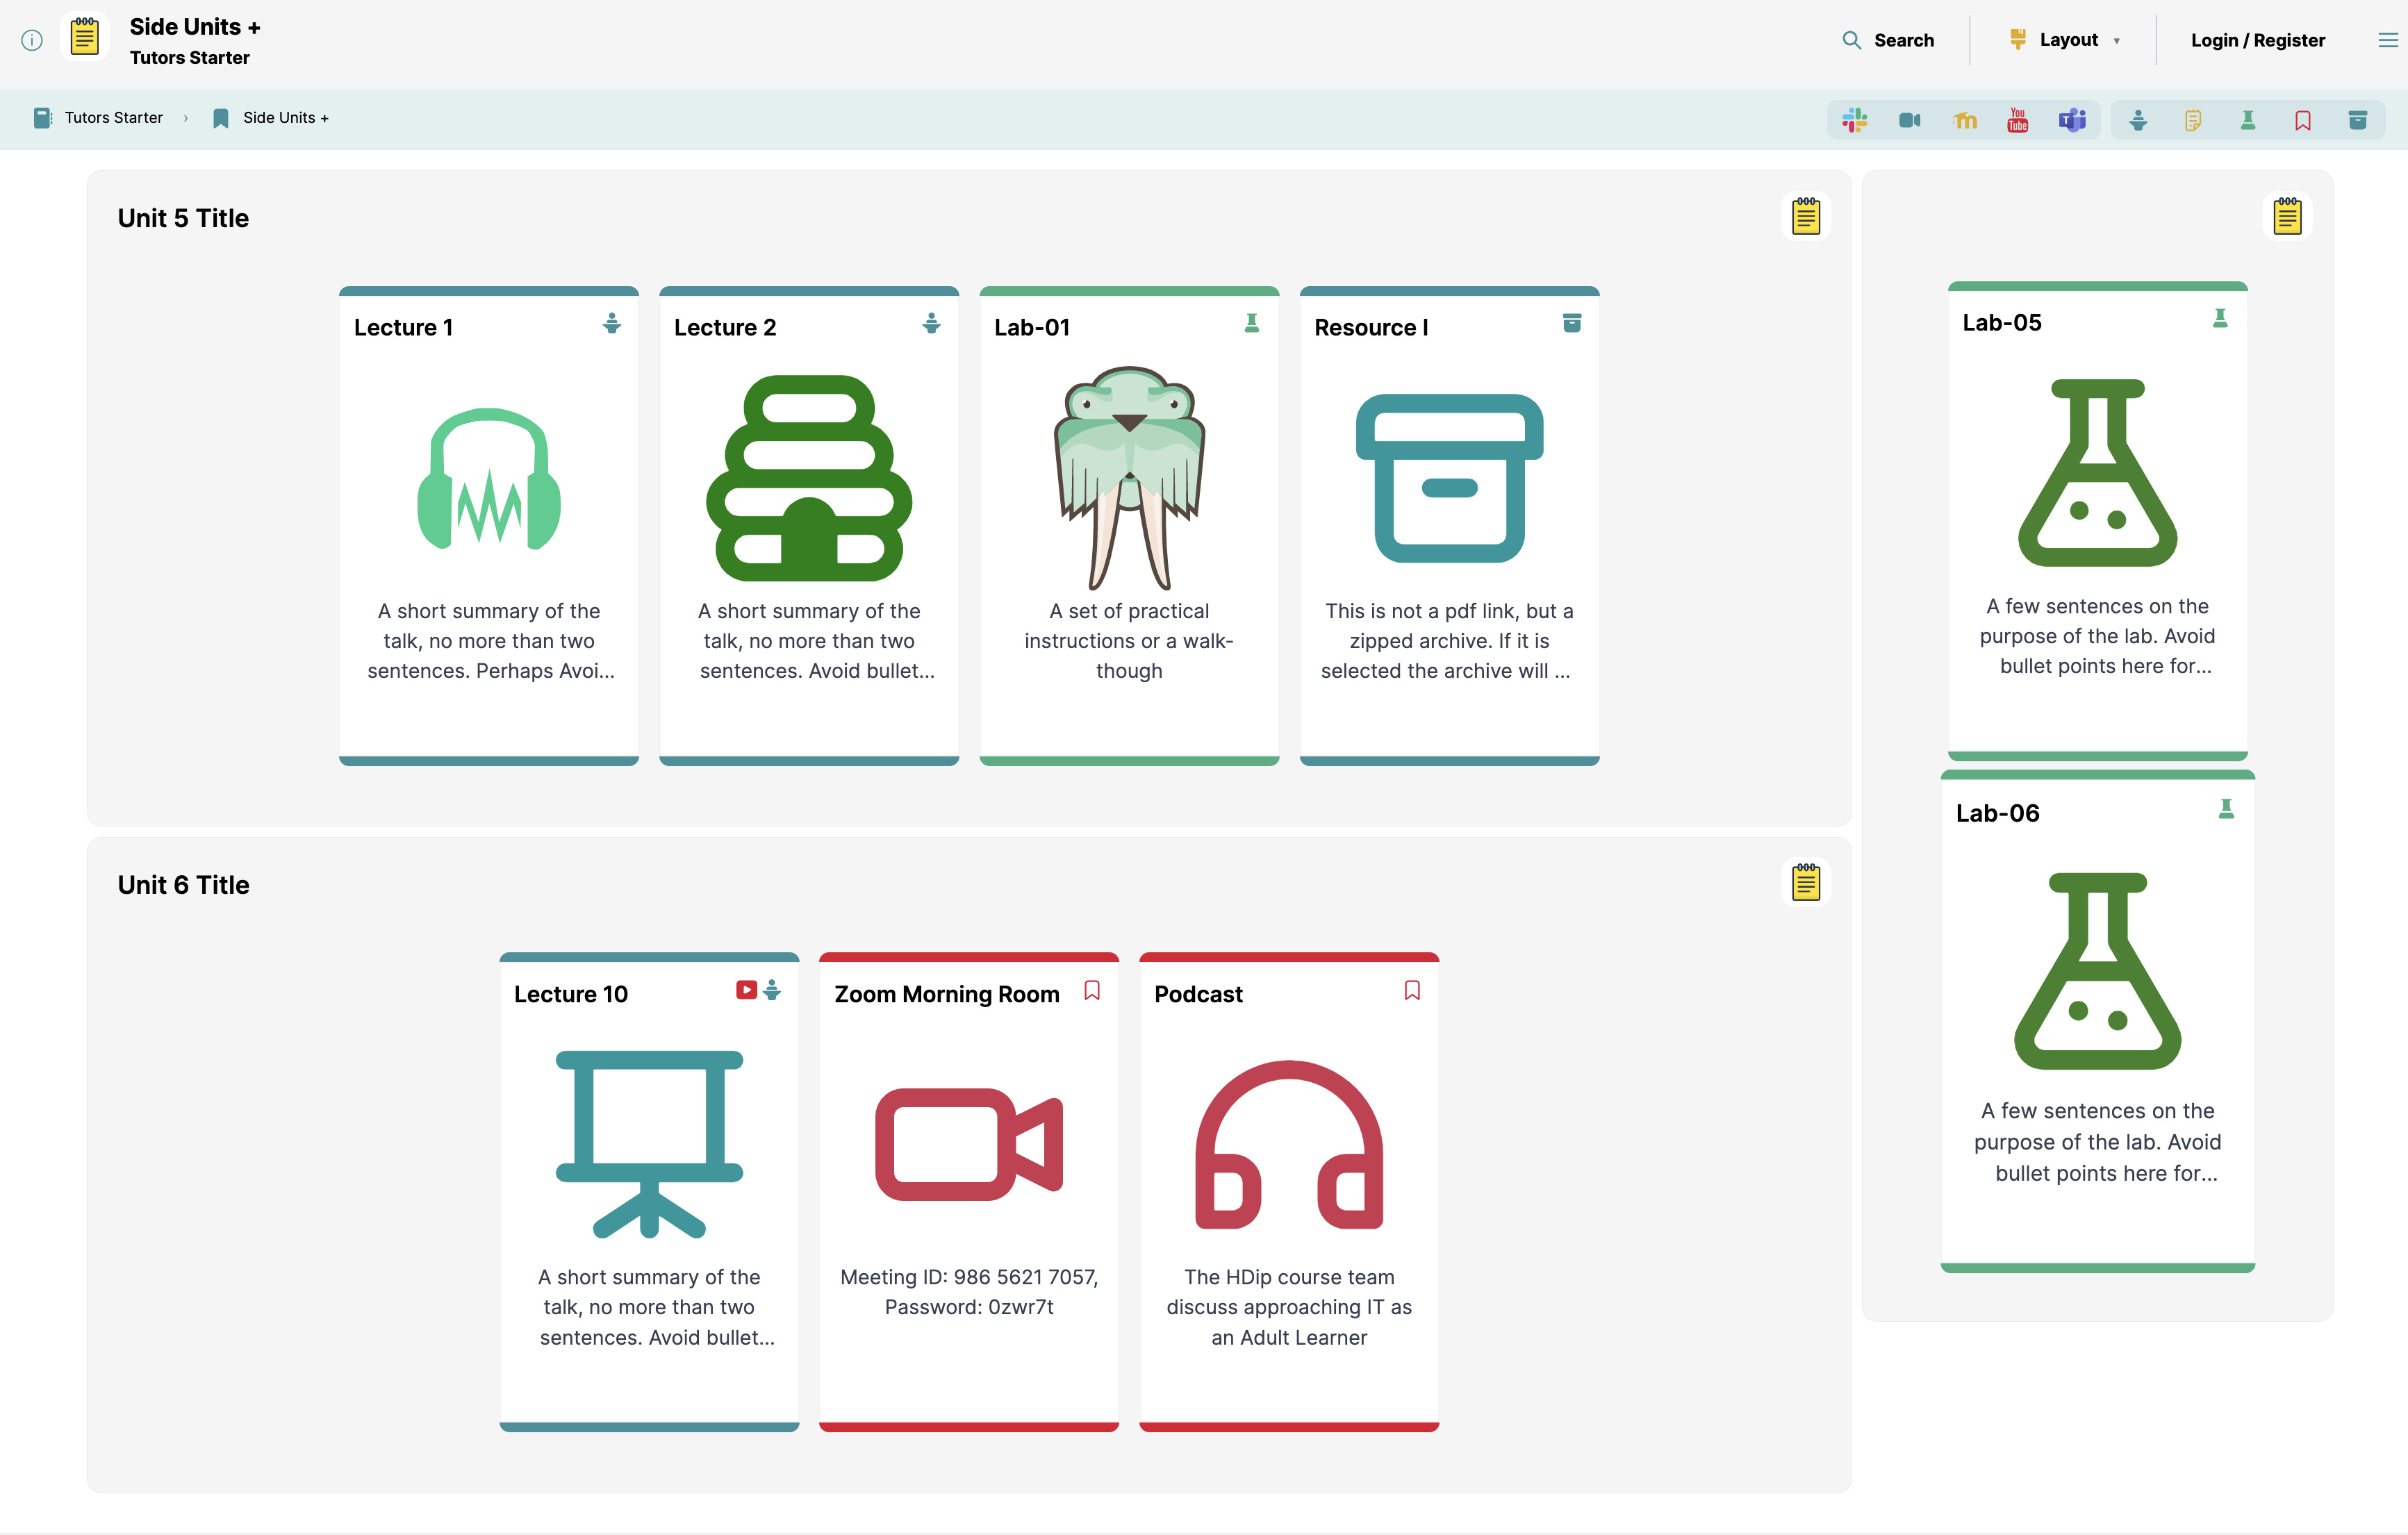 Side Units +
Tutors Starter
Search
Layout
Login / Register
Tutors Starter › Side Units +
You
Tube
T
Unit 5 Title
Lecture 1
A short summary of the
talk, no more than two
sentences. Perhaps Avoi...
Lecture 2
A short summary of the
talk, no more than two
sentences. Avoid bullet...
Lab-01
A set of practical
instructions or a walk-
though
Resource I
This is not a pdf link, but a
zipped archive. If it is
selected the archive will ...
Unit 6 Title
Lecture 10
A short summary of the
talk, no more than two
sentences. Avoid bullet...
Zoom Morning Room
Meeting ID: 986 5621 7057,
Password: 0zwr7t
Podcast
The HDip course team
discuss approaching IT as
an Adult Learner
Lab-05
A few sentences on the
purpose of the lab. Avoid
bullet points here for...
Lab-06
A few sentences on the
purpose of the lab. Avoid
bullet points here for...